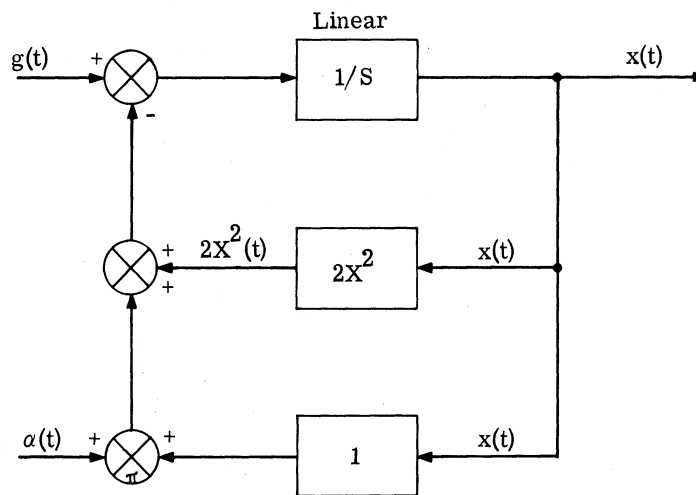 Linear
g(t) + 1/S x(t)
-
+ 2X²(t) 2X² x(t)
+
α(t) + + 1 x(t)
π